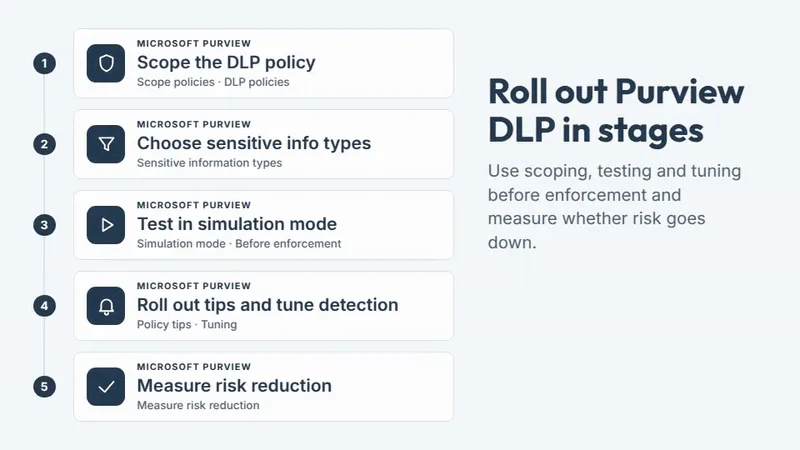 1
MICROSOFT PURVIEW
Scope the DLP policy
Scope policies · DLP policies
2
MICROSOFT PURVIEW
Choose sensitive info types
Sensitive information types
3
MICROSOFT PURVIEW
Test in simulation mode
Simulation mode · Before enforcement
4
MICROSOFT PURVIEW
Roll out tips and tune detection
Policy tips · Tuning
5
MICROSOFT PURVIEW
Measure risk reduction
Measure risk reduction
Roll out Purview
DLP in stages
Use scoping, testing and tuning
before enforcement and
measure whether risk goes
down.